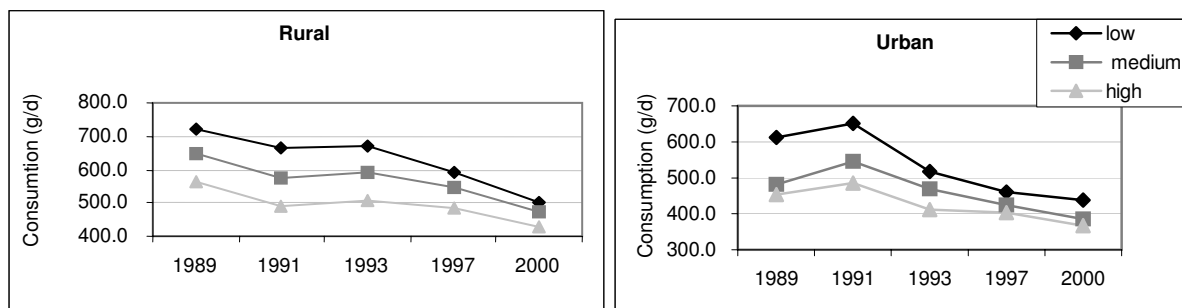 Rural
Consumtion (g/d)
800.0
700.0
600.0
500.0
400.0
1989 1991 1993 1997 2000
Urban
low
medium
high
Consumption (g/d)
700.0
600.0
500.0
400.0
300.0
1989 1991 1993 1997 2000